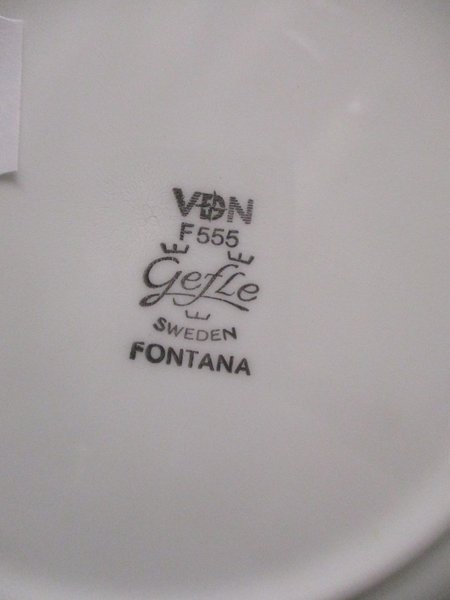 VDN
F555
Gefle
SWEDEN
FONTANA